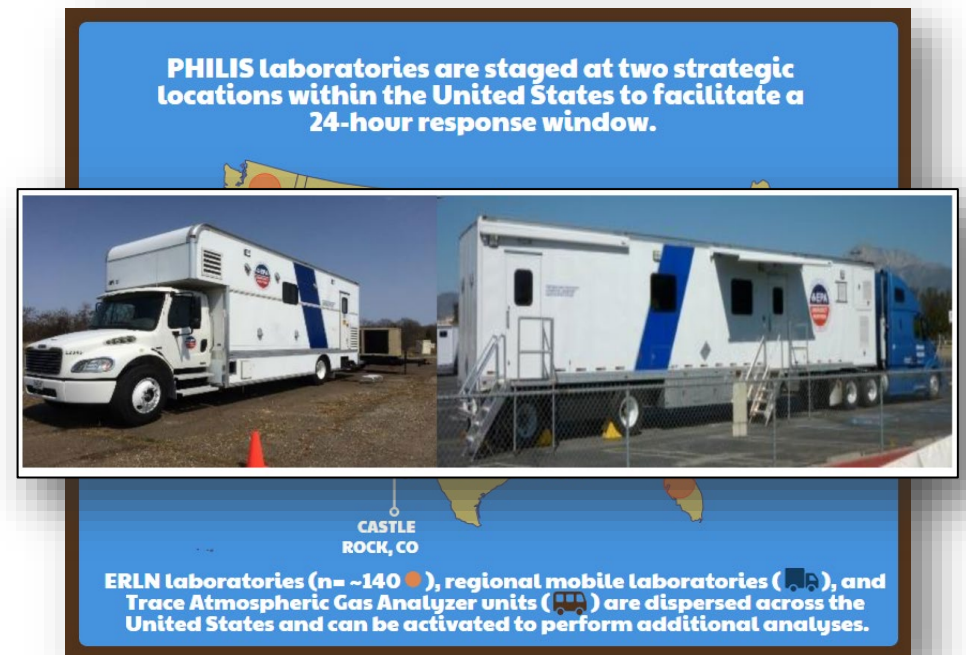 PHILIS laboratories are staged at two strategic
locations within the United States to facilitate a
24-hour response window.
EPA
EPA
CASTLE
ROCK, CO
ERLN laboratories (n= ~140 ), regional mobile laboratories ( ), and
Trace Atmospheric Gas Analyzer units ( ) are dispersed across the
United States and can be activated to perform additional analyses.